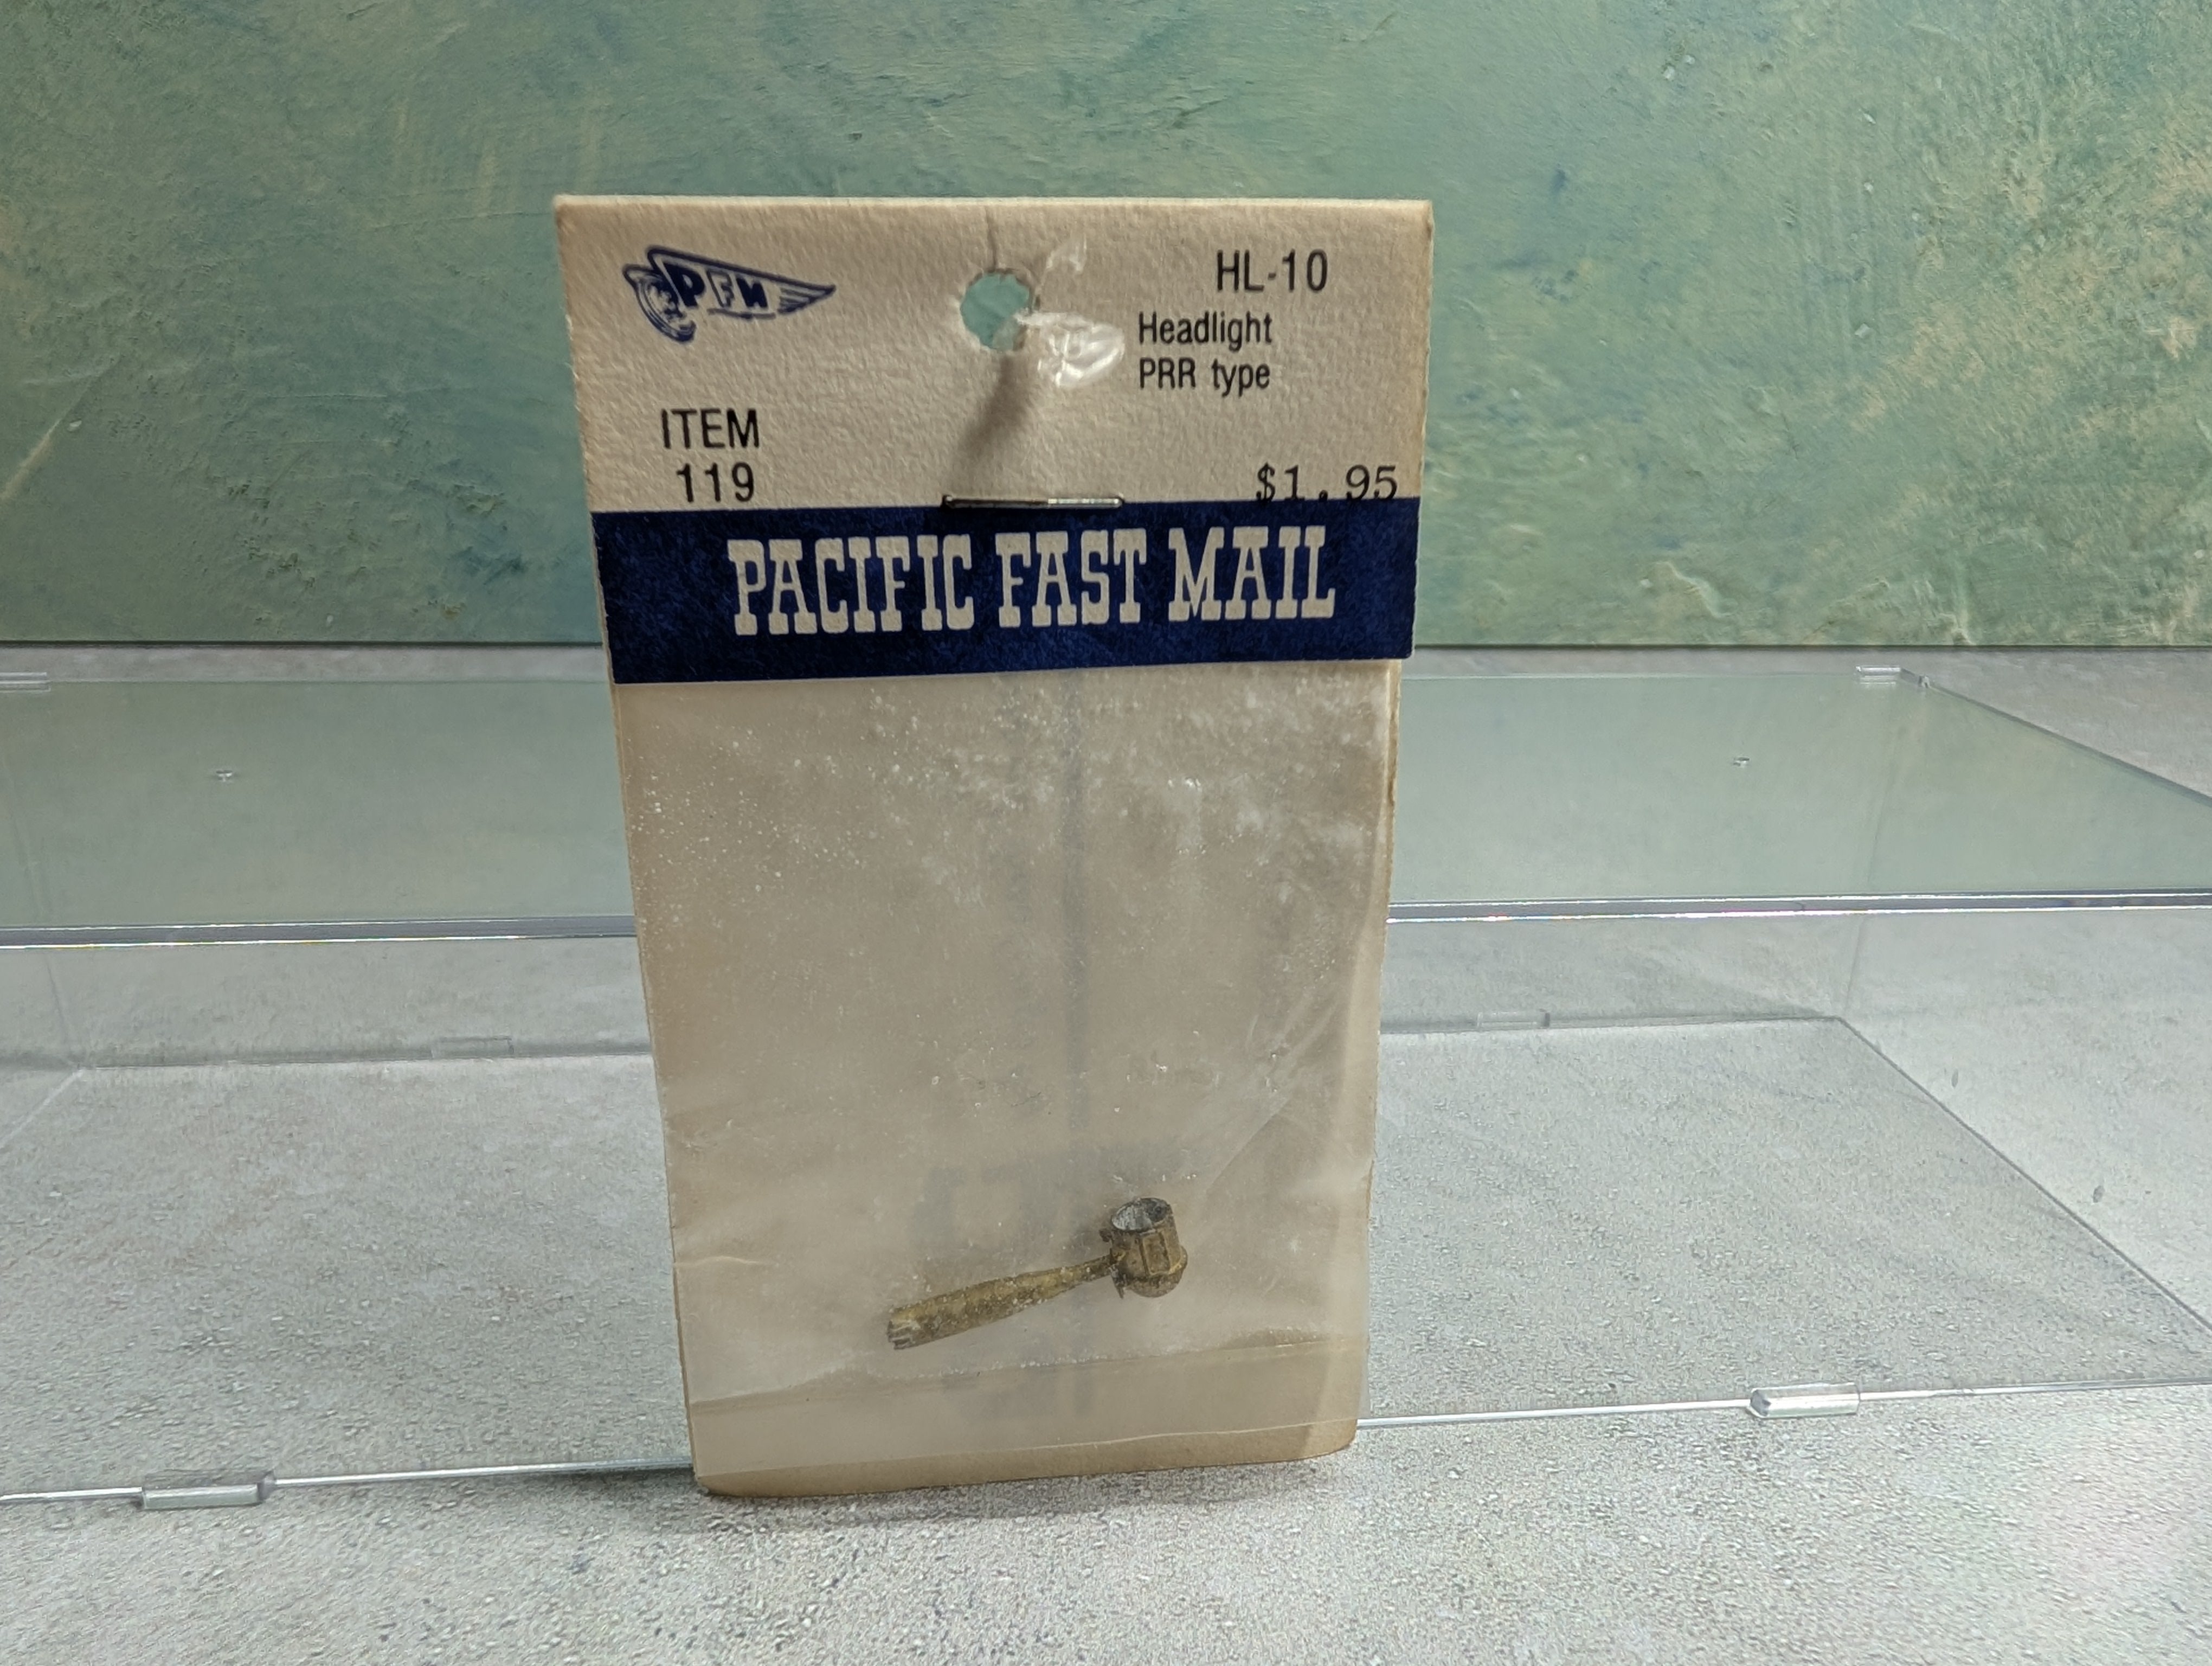 PFM
HL-10
Headlight
PRR type
ITEM
119
$1.95
PACIFIC FAST MAIL